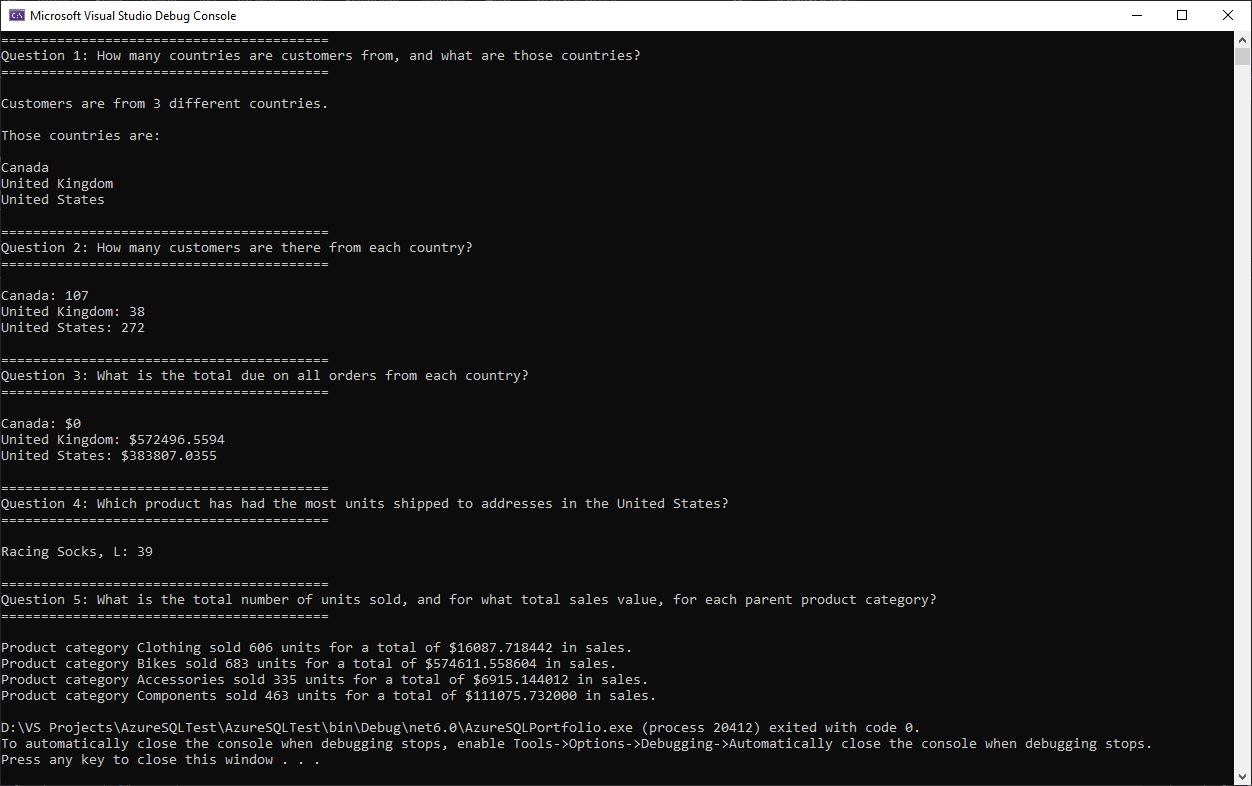 Microsoft Visual Studio Debug Console
=========================================
Question 1: How many countries are customers from, and what are those countries?
=========================================
Customers are from 3 different countries.
Those countries are:
Canada
United Kingdom
United States
=========================================
Question 2: How many customers are there from each country?
=========================================
Canada: 107
United Kingdom: 38
United States: 272
=========================================
Question 3: What is the total due on all orders from each country?
=========================================
Canada: $0
United Kingdom: $572496.5594
United States: $383807.0355
=========================================
Question 4: Which product has had the most units shipped to addresses in the United States?
=========================================
Racing Socks, L: 39
=========================================
Question 5: What is the total number of units sold, and for what total sales value, for each parent product category?
=========================================
Product category Clothing sold 606 units for a total of $16087.718442 in sales.
Product category Bikes sold 683 units for a total of $574611.558604 in sales.
Product category Accessories sold 335 units for a total of $6915.144012 in sales.
Product category Components sold 463 units for a total of $111075.732000 in sales.
D:\VS Projects\AzureSQLTest\AzureSQLTest\bin\Debug\net6.0\AzureSQLPortfolio.exe (process 20412) exited with code 0.
To automatically close the console when debugging stops, enable Tools->Options->Debugging->Automatically close the console when debugging stops.
Press any key to close this window . . .